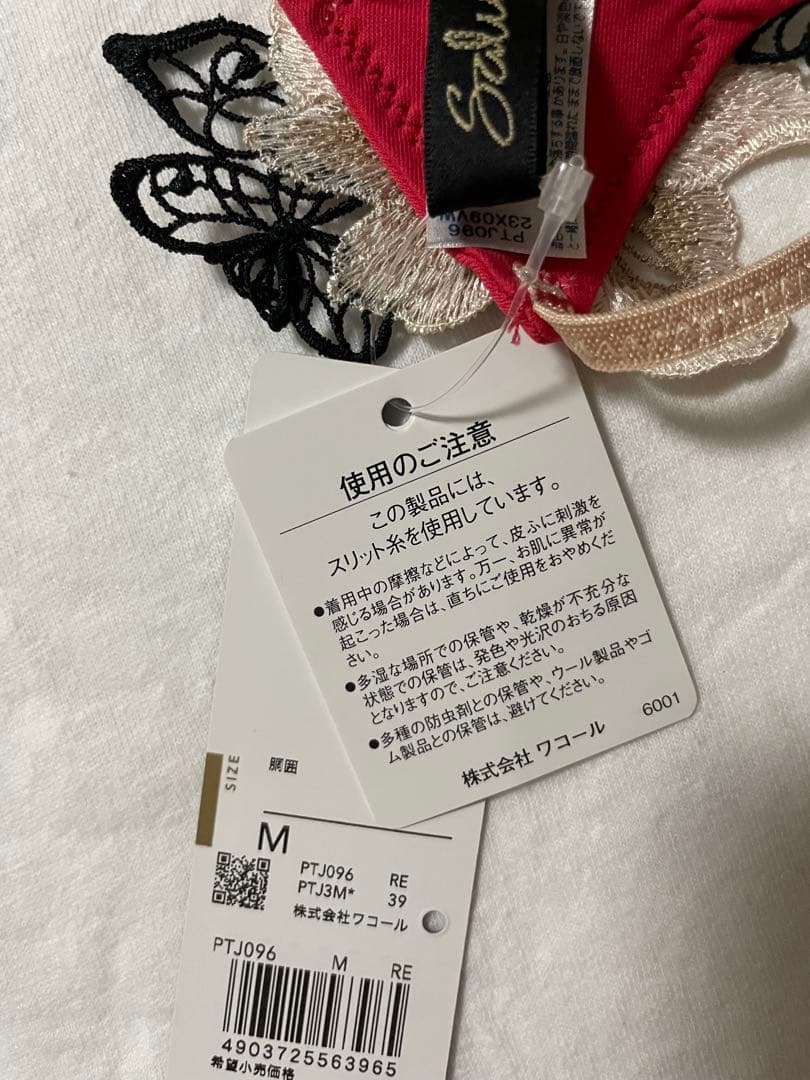 Salu
PTJ096
23X09VW
使用のご注意
この製品には、
スリット糸を使用しています。
●着用中の摩擦などによって、皮ふに刺激を
感じる場合があります。万一、お肌に異常が
起こった場合は、直ちにご使用をおやめくだ
さい。
●多湿な場所での保管や、乾燥が不充分な
状態での保管は、発色や光沢のおちる原因
となりますので、ご注意ください。
●多種の防虫剤との保管や、ウール製品やゴ
ム製品との保管は、避けてください。
6001
株式会社 ワコール
SIZE
胴囲
M
PTJ096 RE
PTJ3M* 39
株式会社ワコール
PTJ096 M RE
4903725563965
希望小売価格